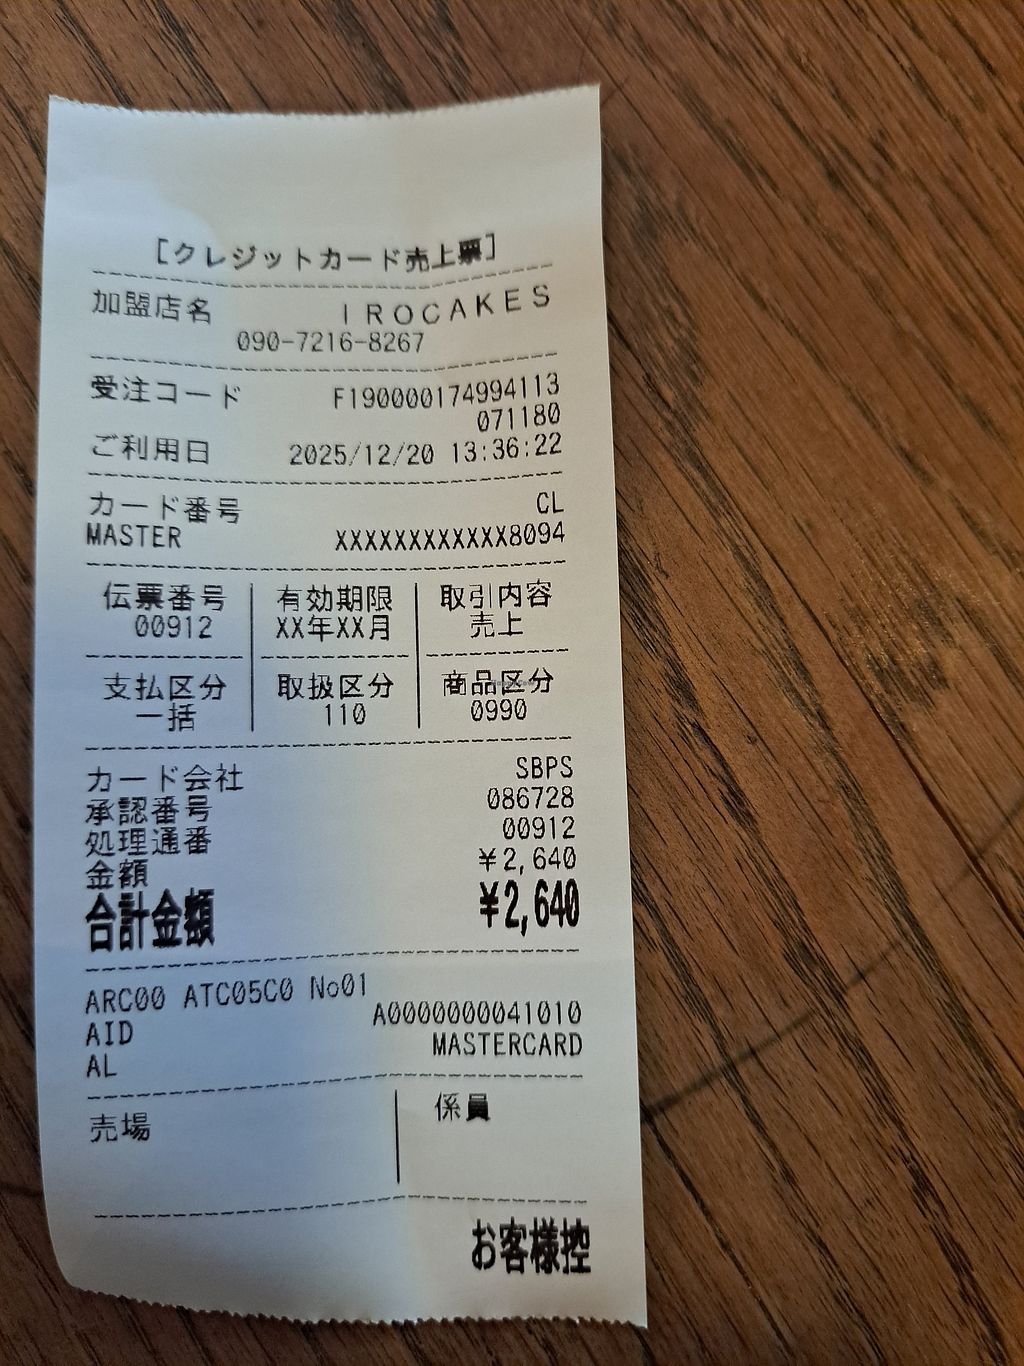 [クレジットカード売上票]
加盟店名 IROCAKES
090-7216-8267
受注コード F190000174994113
071180
ご利用日 2025/12/20 13:36:22
カード番号 CL
MASTER XXXXXXXXXXXX8094
伝票番号 有効期限 取引内容
00912 XX年XX月 売上
支払区分 取扱区分 商品区分
一括 110 0990
カード会社 SBPS
承認番号 086728
処理通番 00912
金額 ¥2,640
合計金額 ¥2,640
ARC00 ATC05C0 No01
AID A0000000041010
AL MASTERCARD
売場 係員
お客様控